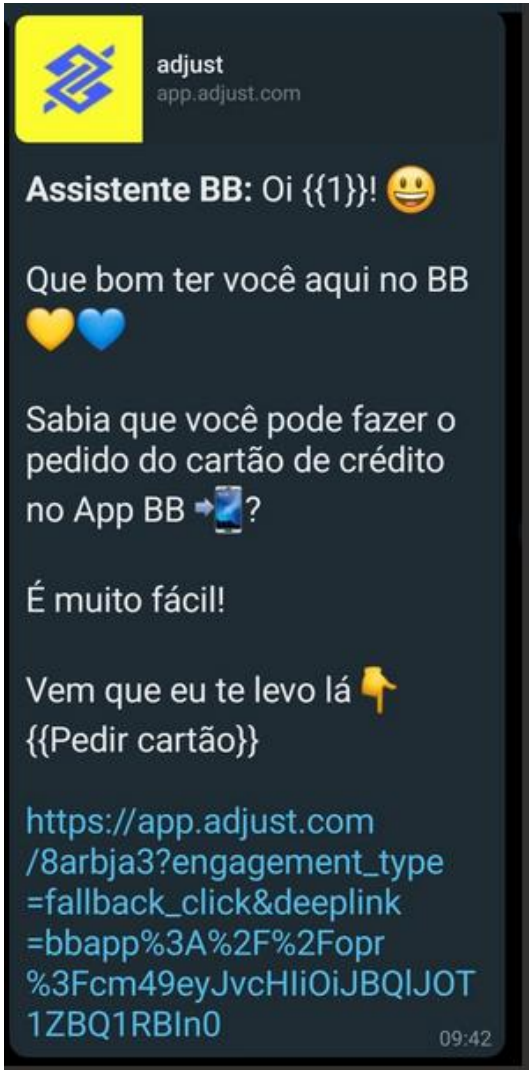 adjust
app.adjust.com
Assistente BB: Oi {{1}}! 😃
Que bom ter você aqui no BB
💛💙
Sabia que você pode fazer o
pedido do cartão de crédito
no App BB 📲?
É muito fácil!
Vem que eu te levo lá 👇
{{Pedir cartão}}
https://app.adjust.com
/8arbja3?engagement_type
=fallback_click&deeplink
=bbapp%3A%2F%2Fopr
%3Fcm49eyJvcHIiOiJBQlJOT
1ZBQ1RBIn0
09:42